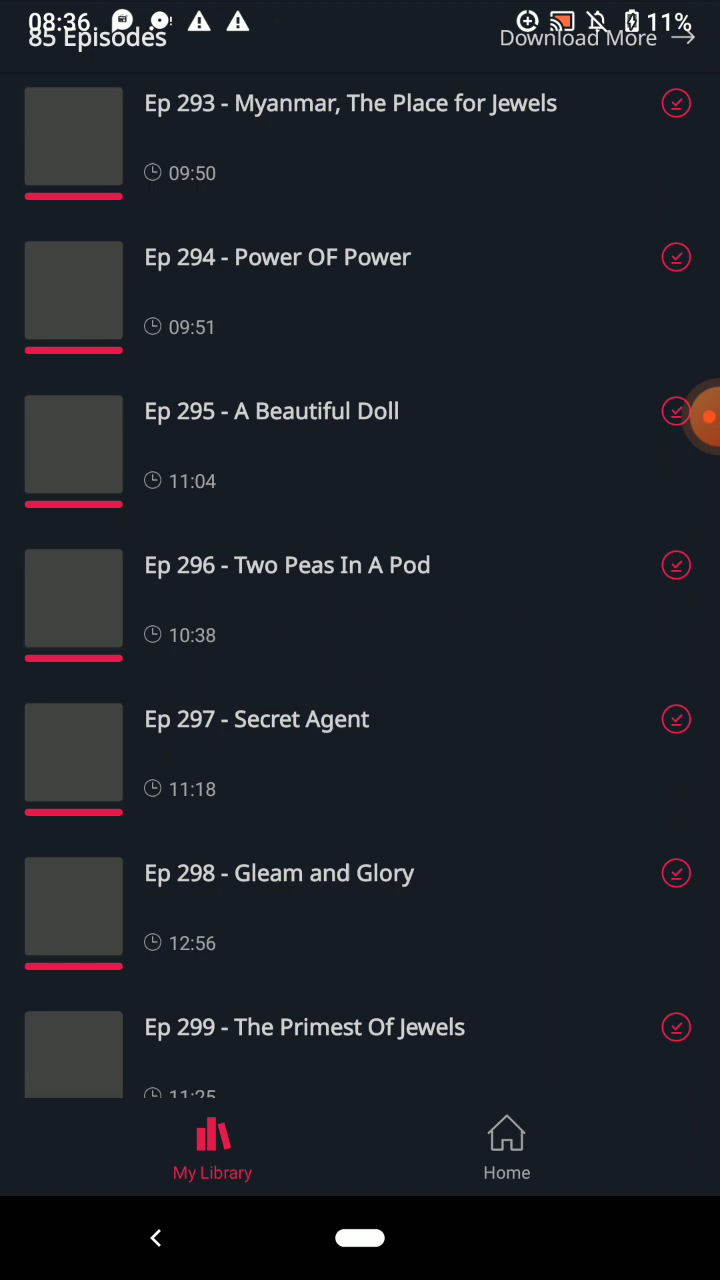 08:36
11%
85 Episodes
Download More
Ep 293 - Myanmar, The Place for Jewels
09:50
Ep 294 - Power OF Power
09:51
Ep 295 - A Beautiful Doll
11:04
Ep 296 - Two Peas In A Pod
10:38
Ep 297 - Secret Agent
11:18
Ep 298 - Gleam and Glory
12:56
Ep 299 - The Primest Of Jewels
11:25
My Library
Home